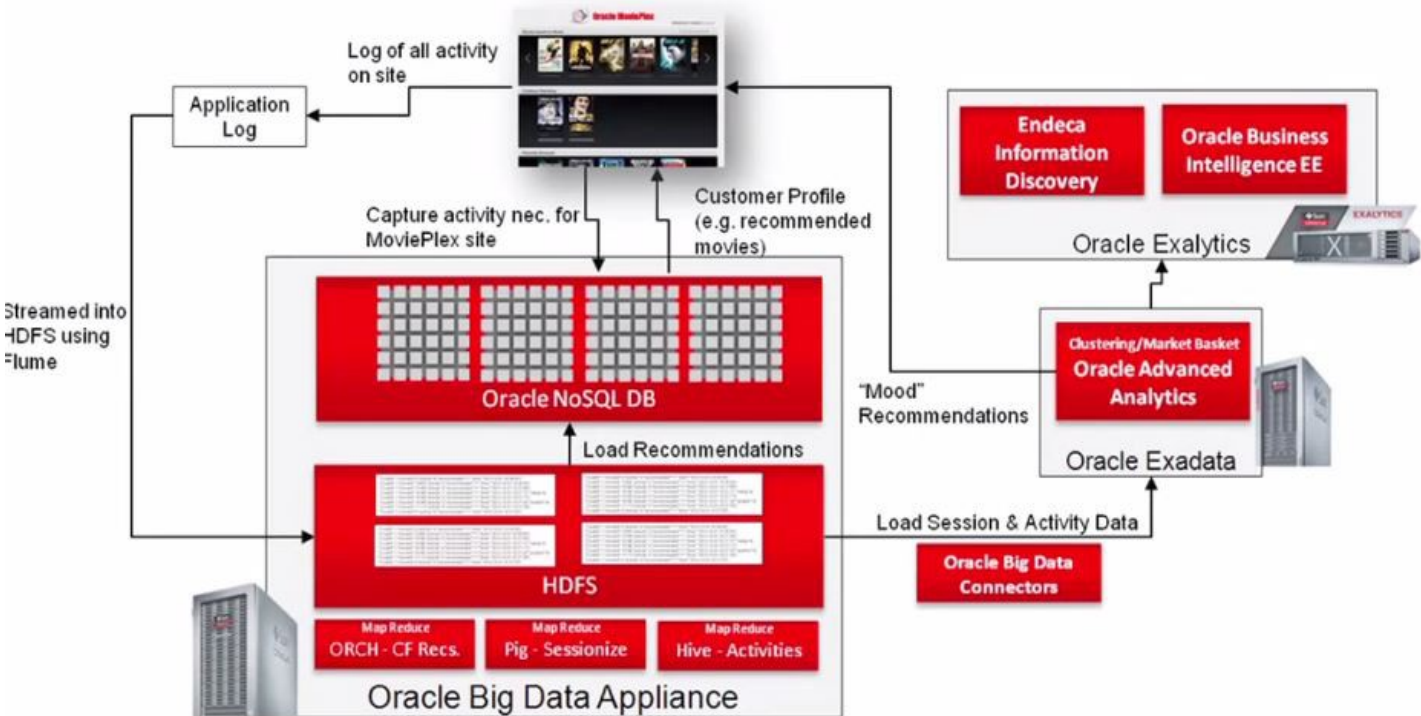 Oracle MoviePlex
Log of all activity
on site
Application
Log
Endeca
Information
Discovery
Oracle Business
Intelligence EE
EXALYTICS
X
Oracle Exalytics
Capture activity nec. for
MoviePlex site
Customer Profile
(e.g. recommended
movies)
Streamed into
HDFS using
Flume
Oracle NoSQL DB
Clustering/Market Basket
Oracle Advanced
Analytics
“Mood”
Recommendations
Oracle Exadata
Load Recommendations
HDFS
Load Session & Activity Data
Oracle Big Data
Connectors
Map Reduce
ORCH - CF Recs.
Map Reduce
Pig - Sessionize
Map Reduce
Hive - Activities
Oracle Big Data Appliance